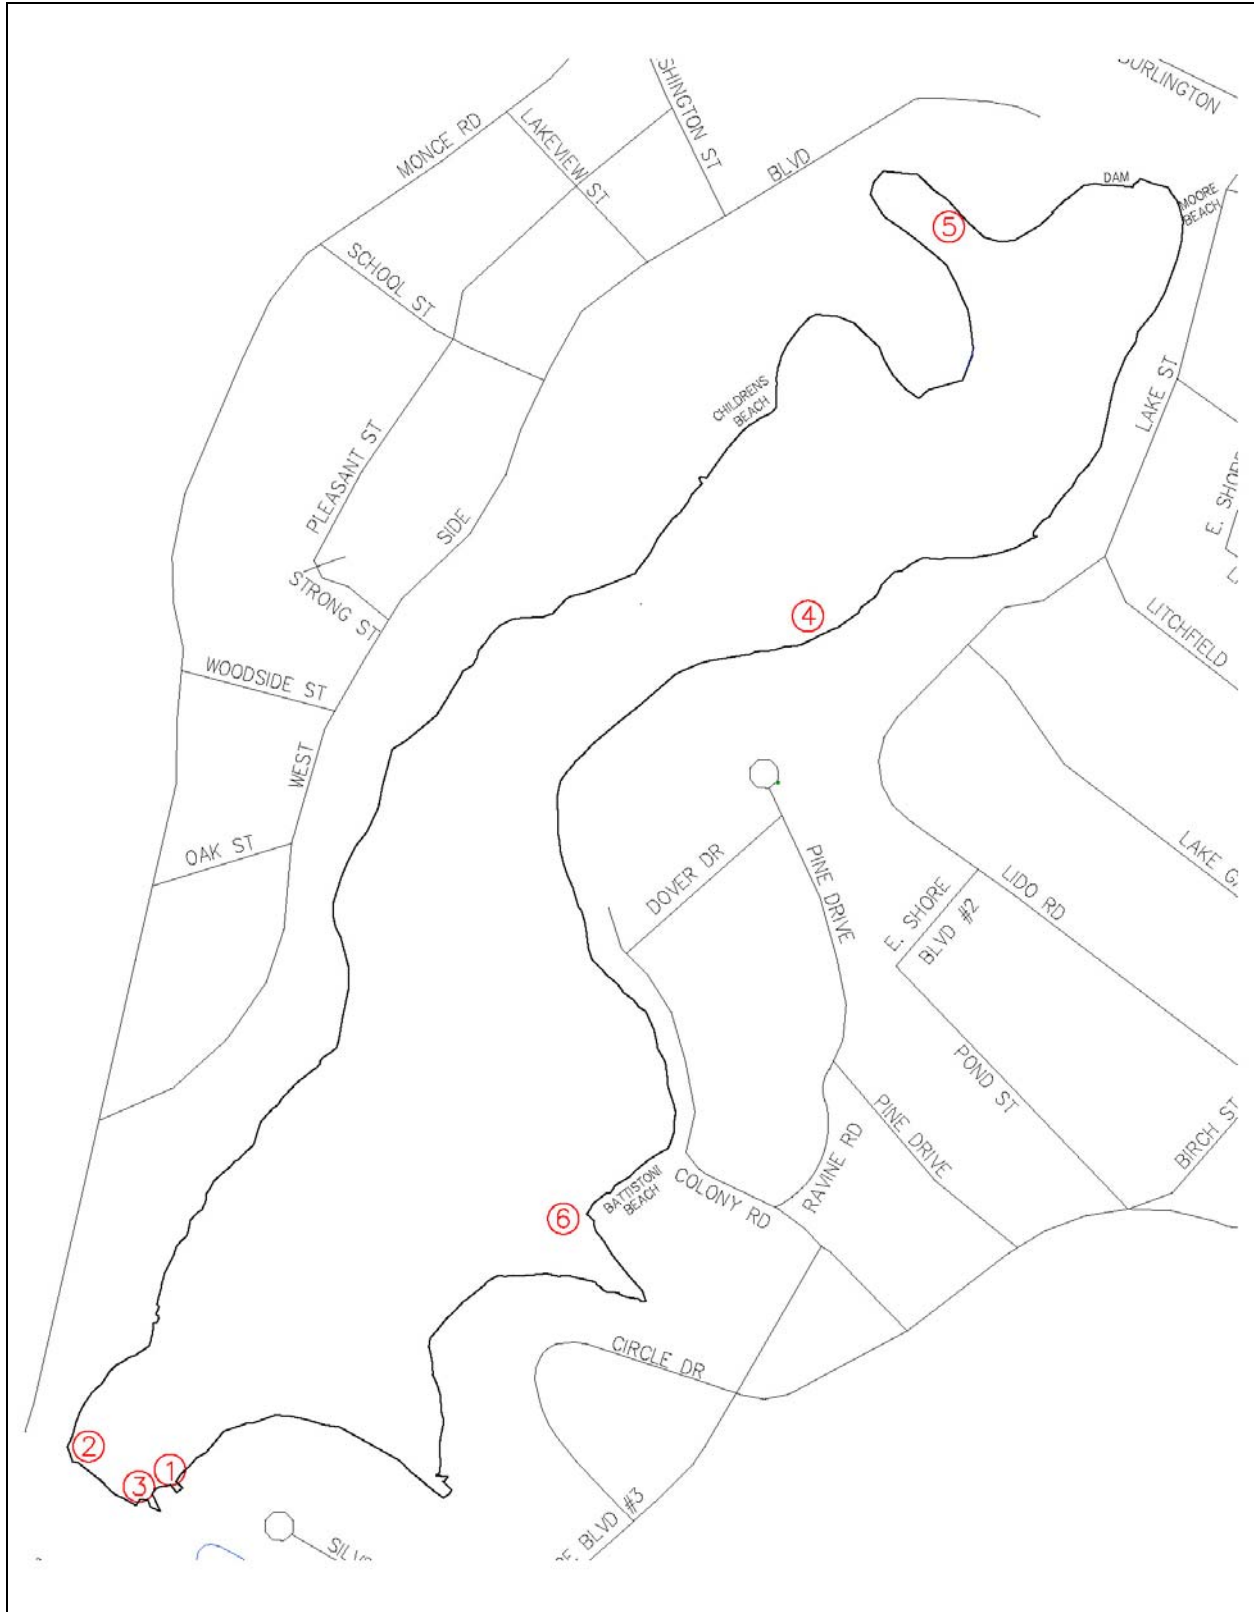 BURLINGTON
SHINGTON ST
MONCE RD
LAKEVIEW ST
BLVD
DAM
MOORE
BEACH
5
SCHOOL ST
LAKE ST
CHILDRENS
BEACH
PLEASANT ST
SIDE
E. SHORE
STRONG ST
4
LITCHFIELD
WOODSIDE ST
WEST
OAK ST
DOVER DR
PINE DRIVE
LAKE G
LIDO RD
E. SHORE
BLVD #2
POND ST
PINE DRIVE
BIRCH ST
RAVINE RD
BATTISTONI
BEACH
COLONY RD
6
CIRCLE DR
2
1
3
BLVD #3
SILV